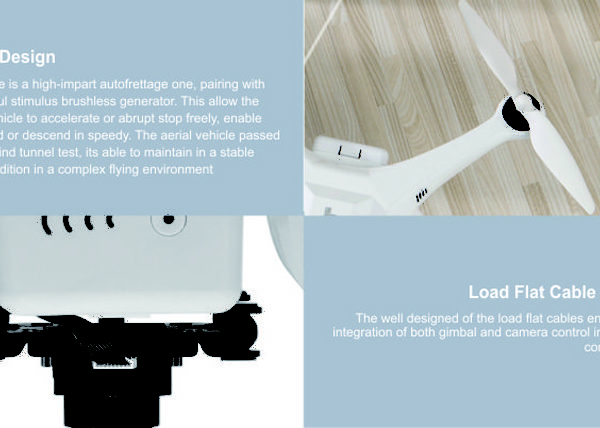 Design
e is a high-impart autofrettage one, pairing with
ul stimulus brushless generator. This allow the
hicle to accelerate or abrupt stop freely, enable
d or descend in speedy. The aerial vehicle passed
ind tunnel test, its able to maintain in a stable
dition in a complex flying environment
Load Flat Cable
The well designed of the load flat cables en
integration of both gimbal and camera control in
co